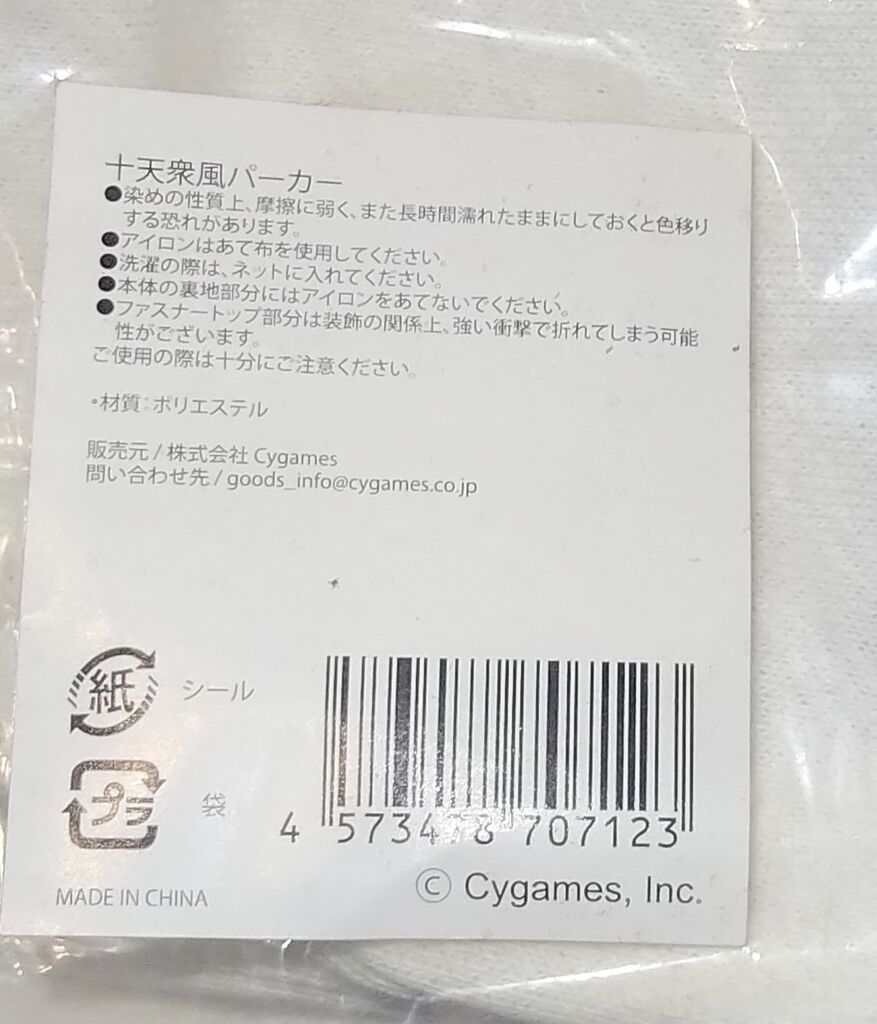 十天衆風パーカー
●染めの性質上、摩擦に弱く、また長時間濡れたままにしておくと色移り
する恐れがあります。
●アイロンはあて布を使用してください。
●洗濯の際は、ネットに入れてください。
●本体の裏地部分にはアイロンをあてないでください。
●ファスナートップ部分は装飾の関係上、強い衝撃で折れてしまう可能
性がございます。
ご使用の際は十分にご注意ください。
・材質：ポリエステル
販売元 / 株式会社 Cygames
問い合わせ先 / goods_info@cygames.co.jp
紙 シール
プラ 袋
4 573478 707123
MADE IN CHINA
© Cygames, Inc.